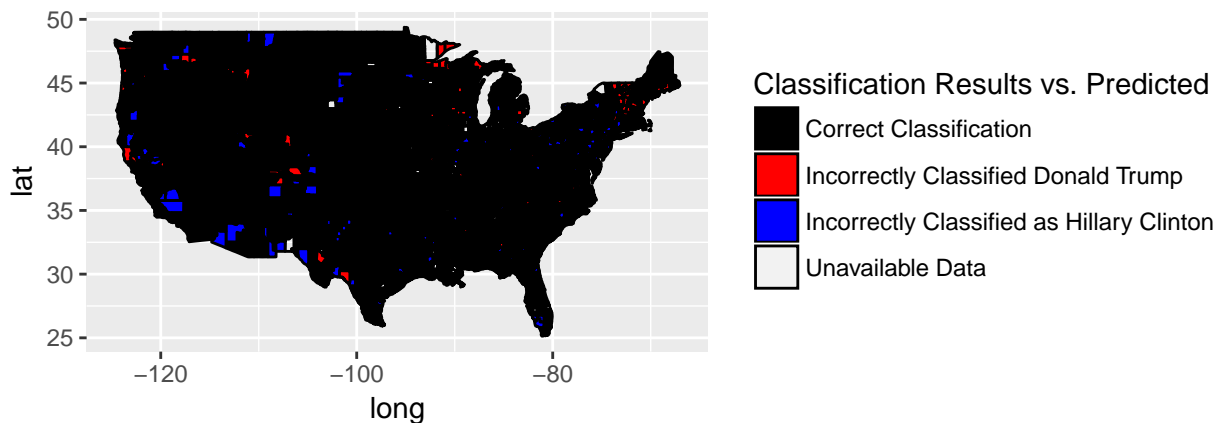 50
45
40
35
30
25
lat
−120
−100
−80
long
Classification Results vs. Predicted
Correct Classification
Incorrectly Classified Donald Trump
Incorrectly Classified as Hillary Clinton
Unavailable Data